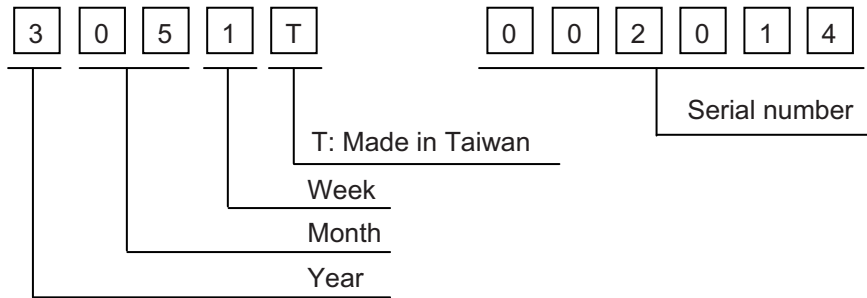 3 0 5 1 T 0 0 2 0 1 4
Serial number
T: Made in Taiwan
Week
Month
Year